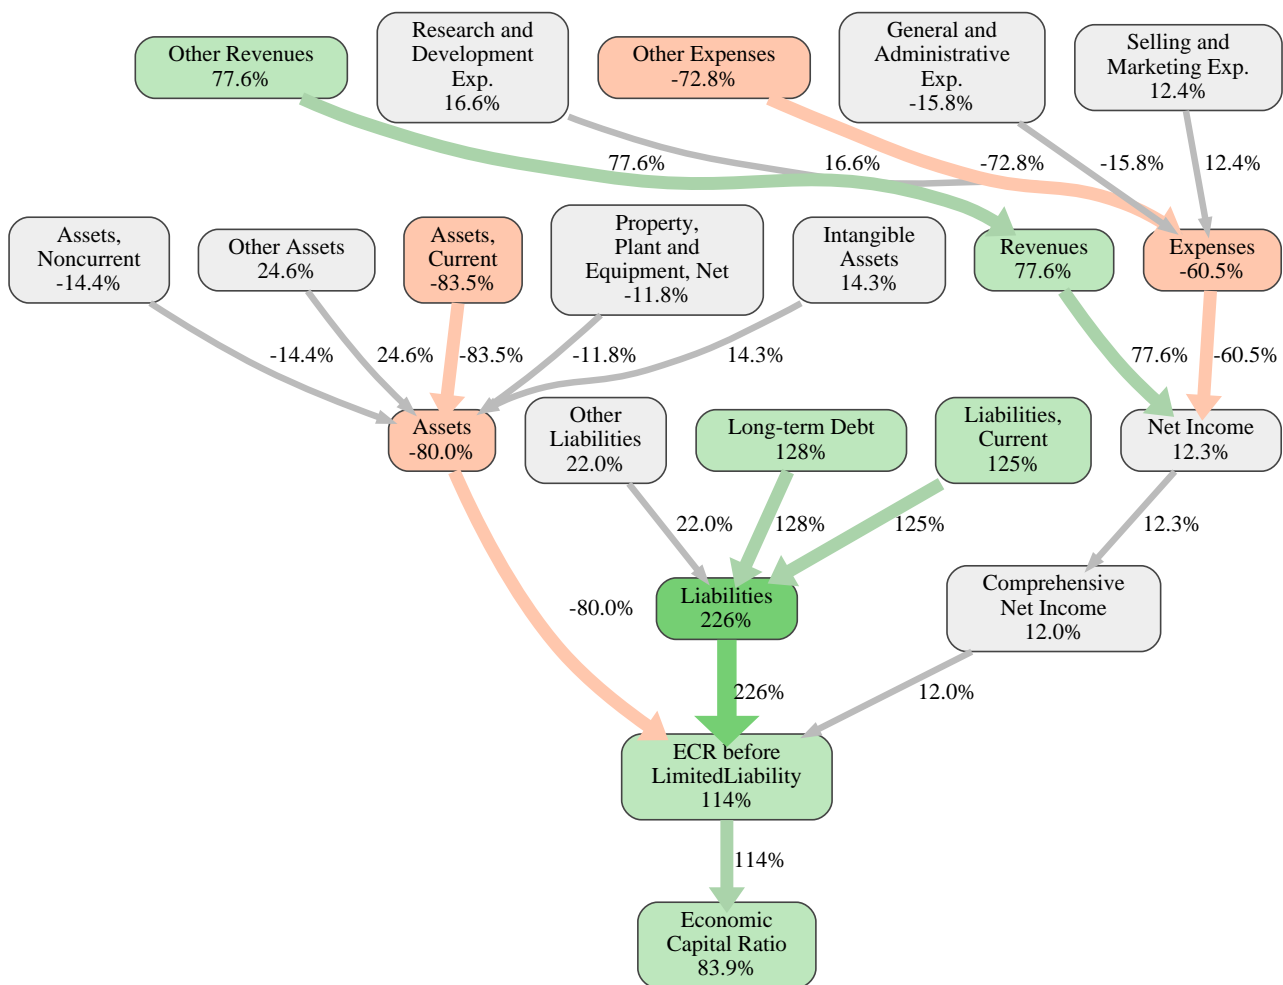 Other Revenues
77.6%
Research and
Development
Exp.
16.6%
Other Expenses
-72.8%
General and
Administrative
Exp.
-15.8%
Selling and
Marketing Exp.
12.4%
77.6%
16.6%
-72.8%
-15.8%
12.4%
Assets,
Noncurrent
-14.4%
Other Assets
24.6%
Assets,
Current
-83.5%
Property,
Plant and
Equipment, Net
-11.8%
Intangible
Assets
14.3%
Revenues
77.6%
Expenses
-60.5%
-14.4%
24.6%
-83.5%
-11.8%
14.3%
77.6%
-60.5%
Assets
-80.0%
Other
Liabilities
22.0%
Long-term Debt
128%
Liabilities,
Current
125%
Net Income
12.3%
22.0%
128%
125%
12.3%
-80.0%
Liabilities
226%
Comprehensive
Net Income
12.0%
226%
12.0%
ECR before
LimitedLiability
114%
114%
Economic
Capital Ratio
83.9%